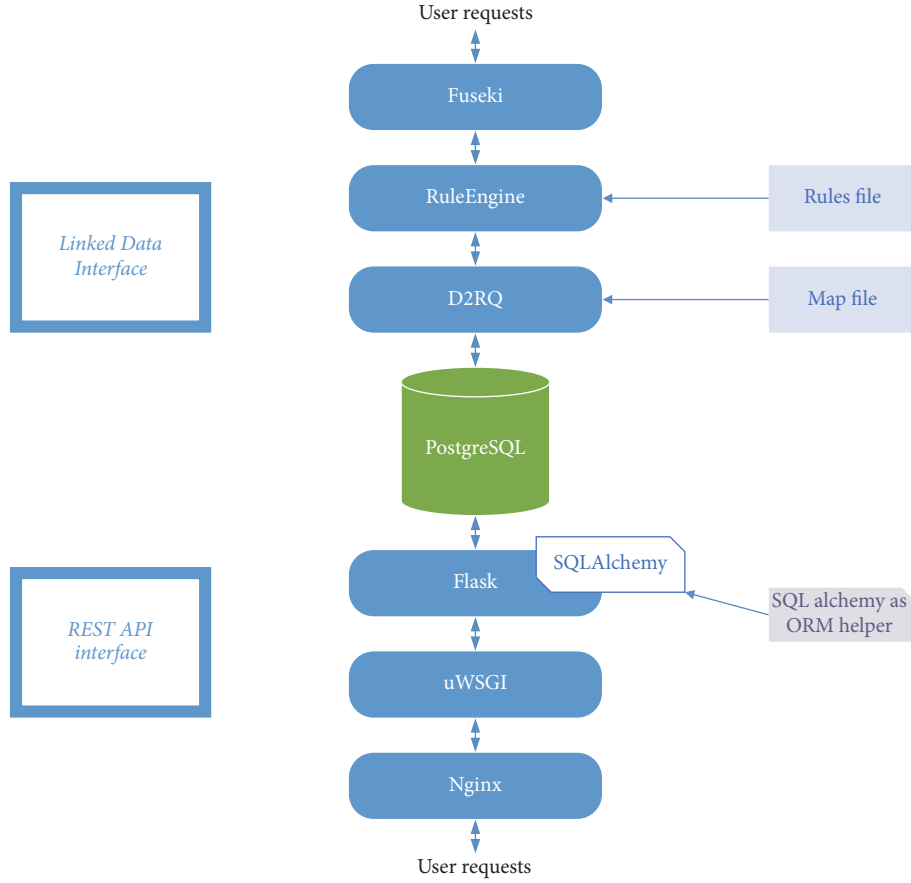 User requests
Fuseki
RuleEngine
Rules file
Linked Data
Interface
D2RQ
Map file
PostgreSQL
SQLAlchemy
Flask
SQL alchemy as
ORM helper
REST API
interface
uWSGI
Nginx
User requests